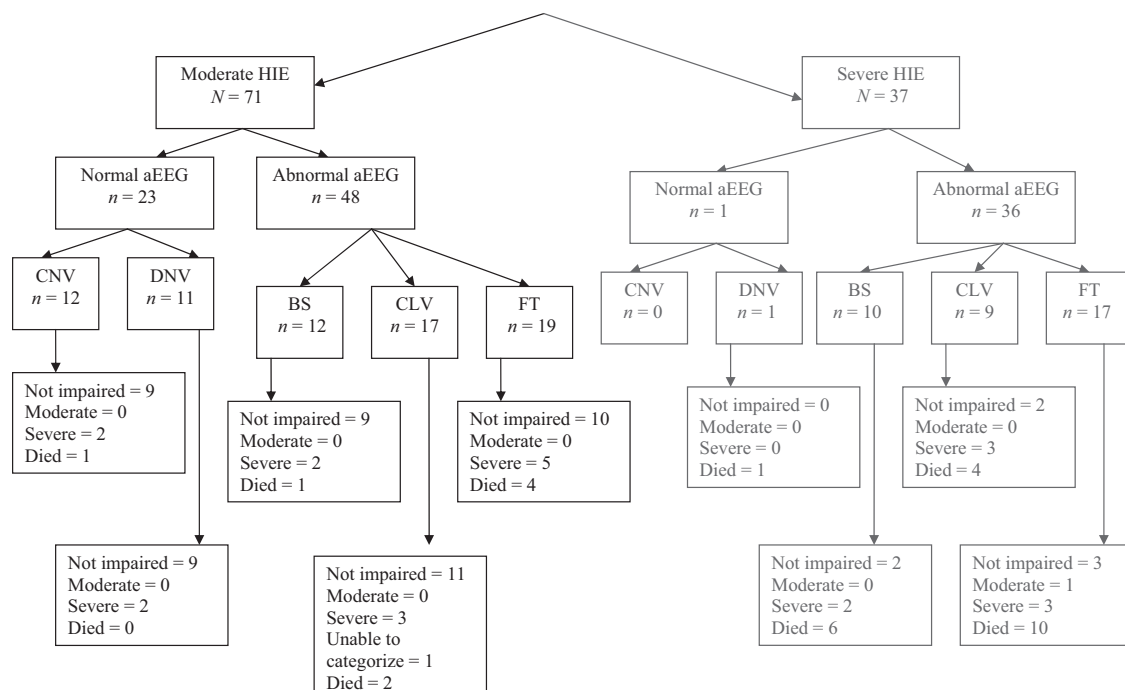 Moderate HIE
N = 71
Severe HIE
N = 37
Normal aEEG
n = 23
Abnormal aEEG
n = 48
Normal aEEG
n = 1
Abnormal aEEG
n = 36
CNV
n = 12
DNV
n = 11
BS
n = 12
CLV
n = 17
FT
n = 19
CNV
n = 0
DNV
n = 1
BS
n = 10
CLV
n = 9
FT
n = 17
Not impaired = 9
Moderate = 0
Severe = 2
Died = 1
Not impaired = 9
Moderate = 0
Severe = 2
Died = 1
Not impaired = 10
Moderate = 0
Severe = 5
Died = 4
Not impaired = 0
Moderate = 0
Severe = 0
Died = 1
Not impaired = 2
Moderate = 0
Severe = 3
Died = 4
Not impaired = 9
Moderate = 0
Severe = 2
Died = 0
Not impaired = 11
Moderate = 0
Severe = 3
Unable to
categorize = 1
Died = 2
Not impaired = 2
Moderate = 0
Severe = 2
Died = 6
Not impaired = 3
Moderate = 1
Severe = 3
Died = 10